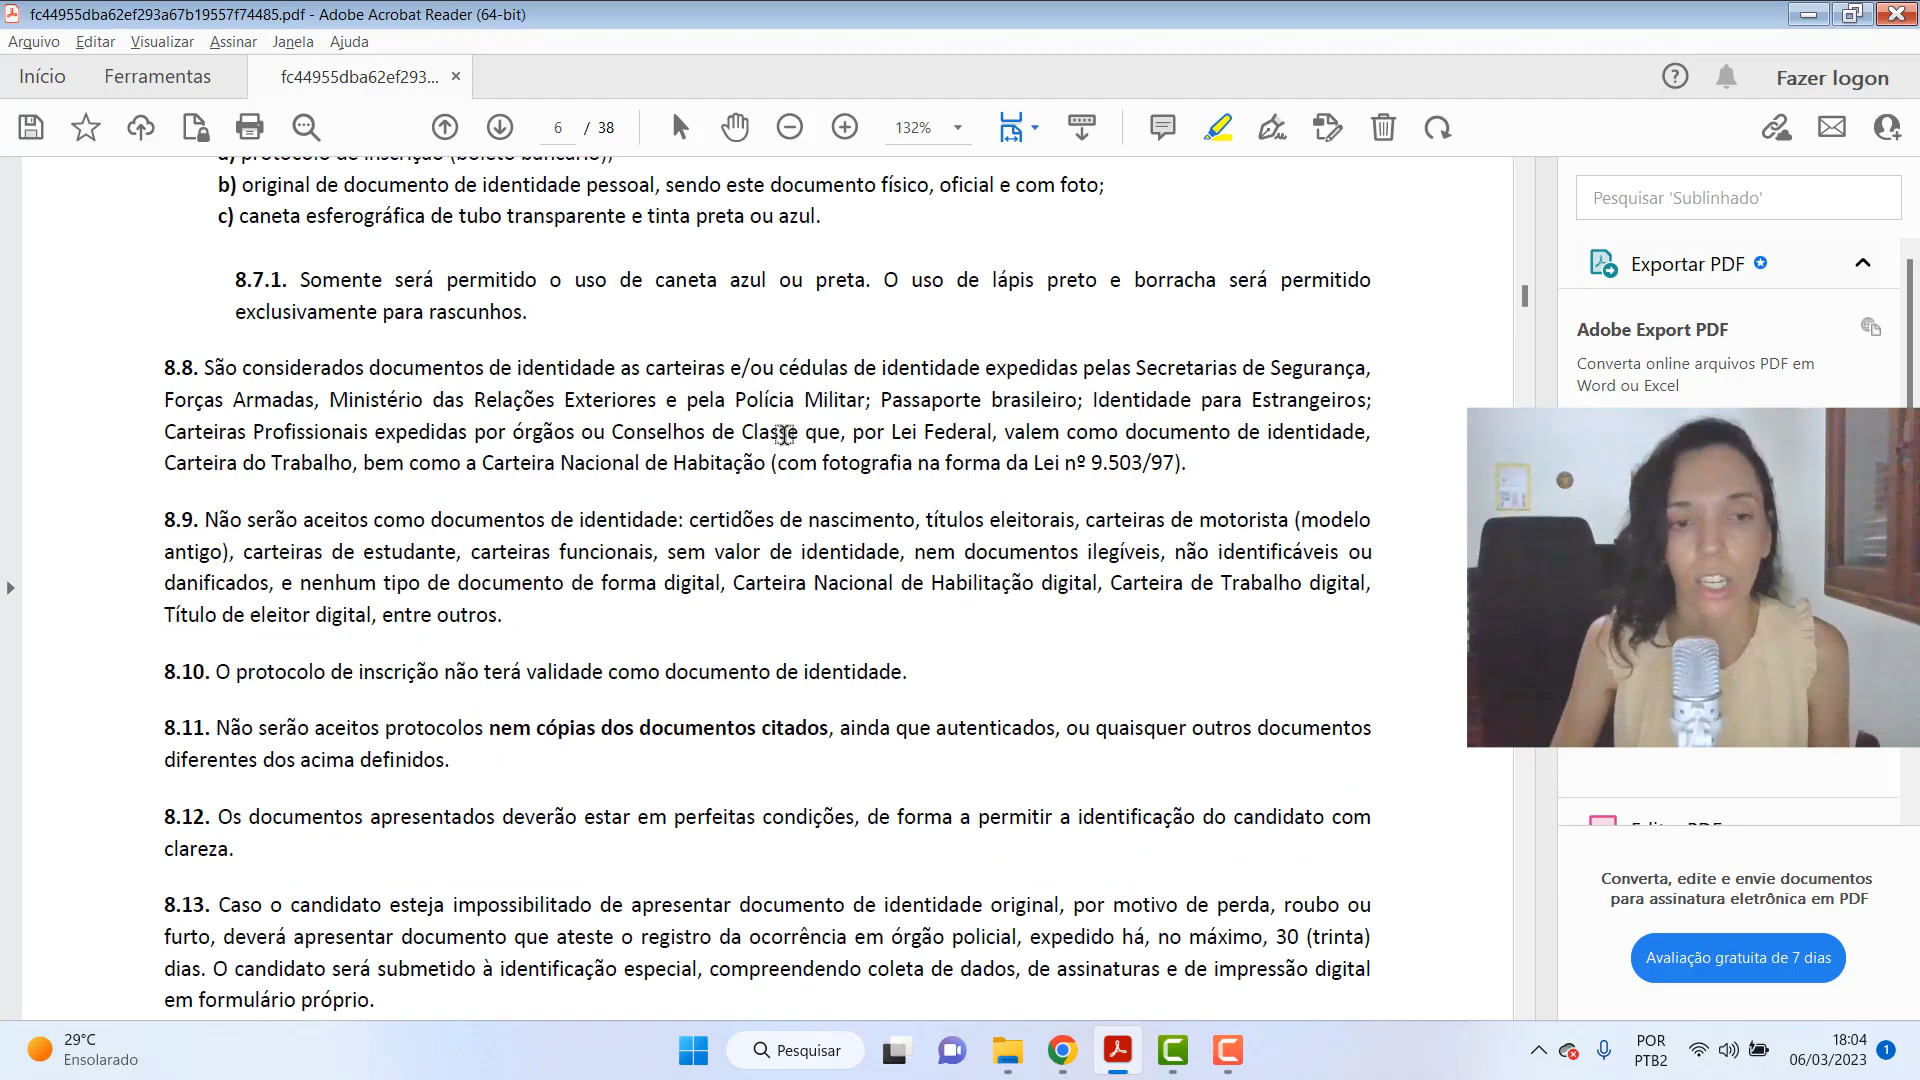 fc44955dba62ef293a67b19557f74485.pdf - Adobe Acrobat Reader (64-bit)
Arquivo Editar Visualizar Assinar Janela Ajuda
Início Ferramentas fc44955dba62ef293... × Fazer logon
6 / 38 132%
a) protocolo de inscrição (boleto bancário);
b) original de documento de identidade pessoal, sendo este documento físico, oficial e com foto;
c) caneta esferográfica de tubo transparente e tinta preta ou azul.
8.7.1. Somente será permitido o uso de caneta azul ou preta. O uso de lápis preto e borracha será permitido
exclusivamente para rascunhos.
8.8. São considerados documentos de identidade as carteiras e/ou cédulas de identidade expedidas pelas Secretarias de Segurança,
Forças Armadas, Ministério das Relações Exteriores e pela Polícia Militar; Passaporte brasileiro; Identidade para Estrangeiros;
Carteiras Profissionais expedidas por órgãos ou Conselhos de Classe que, por Lei Federal, valem como documento de identidade,
Carteira do Trabalho, bem como a Carteira Nacional de Habitação (com fotografia na forma da Lei nº 9.503/97).
8.9. Não serão aceitos como documentos de identidade: certidões de nascimento, títulos eleitorais, carteiras de motorista (modelo
antigo), carteiras de estudante, carteiras funcionais, sem valor de identidade, nem documentos ilegíveis, não identificáveis ou
danificados, e nenhum tipo de documento de forma digital, Carteira Nacional de Habilitação digital, Carteira de Trabalho digital,
Título de eleitor digital, entre outros.
8.10. O protocolo de inscrição não terá validade como documento de identidade.
8.11. Não serão aceitos protocolos nem cópias dos documentos citados, ainda que autenticados, ou quaisquer outros documentos
diferentes dos acima definidos.
8.12. Os documentos apresentados deverão estar em perfeitas condições, de forma a permitir a identificação do candidato com
clareza.
8.13. Caso o candidato esteja impossibilitado de apresentar documento de identidade original, por motivo de perda, roubo ou
furto, deverá apresentar documento que ateste o registro da ocorrência em órgão policial, expedido há, no máximo, 30 (trinta)
dias. O candidato será submetido à identificação especial, compreendendo coleta de dados, de assinaturas e de impressão digital
em formulário próprio.
Pesquisar 'Sublinhado'
Exportar PDF
Adobe Export PDF
Converta online arquivos PDF em
Word ou Excel
Converta, edite e envie documentos
para assinatura eletrônica em PDF
Avaliação gratuita de 7 dias
29°C
Ensolarado
Pesquisar
POR
PTB2
18:04
06/03/2023
1